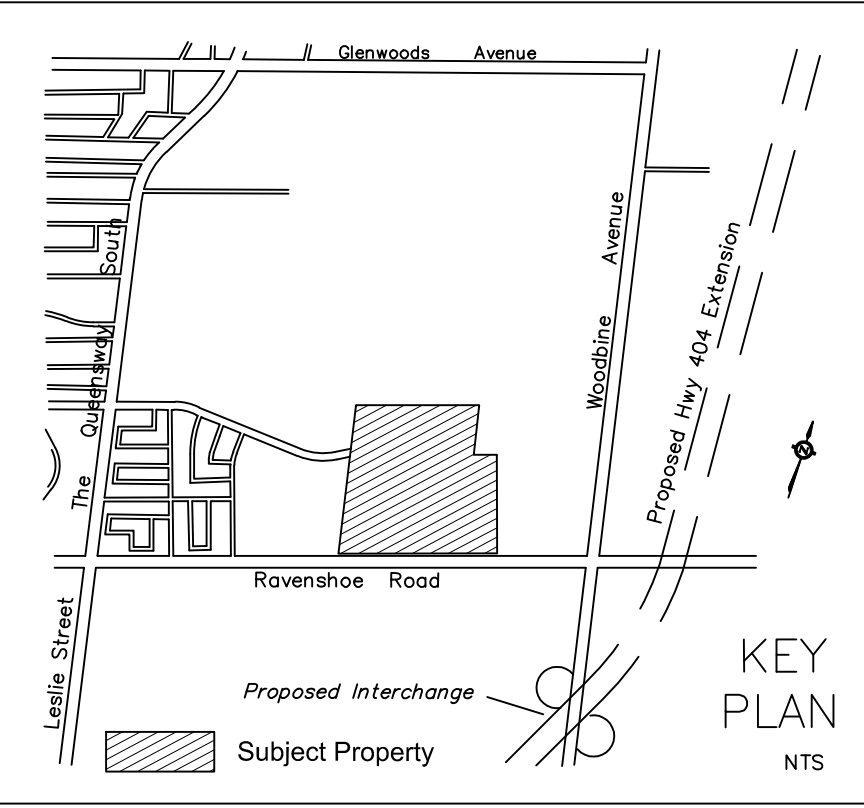 Glenwoods Avenue
Woodbine Avenue
Proposed Hwy 404 Extension
The Queensway South
N
Ravenshoe Road
Leslie Street
Proposed Interchange
Subject Property
KEY
PLAN
NTS